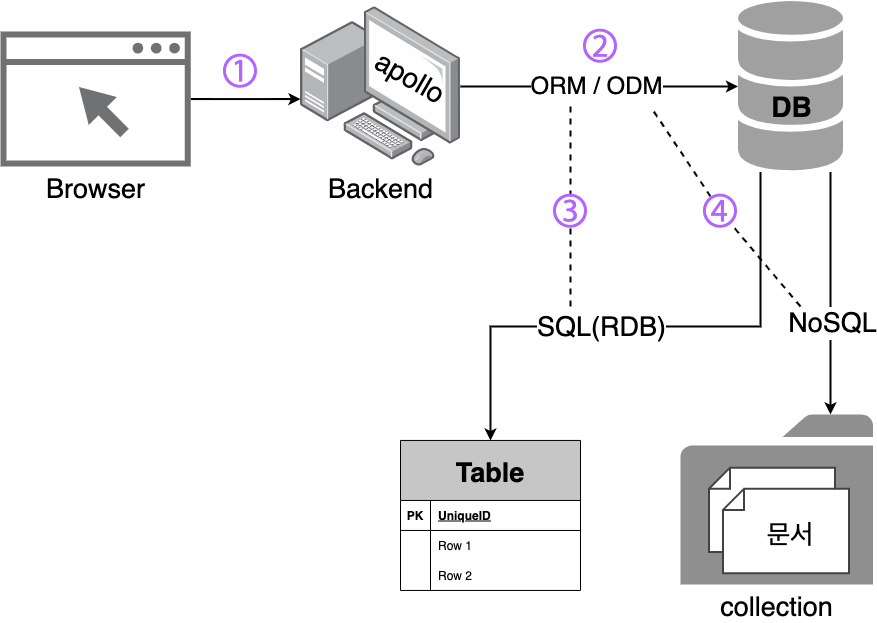 ①
②
apollo
ORM / ODM
DB
Browser
Backend
③
④
SQL(RDB)
NoSQL
Table
PK UniqueID
Row 1
Row 2
문서
collection